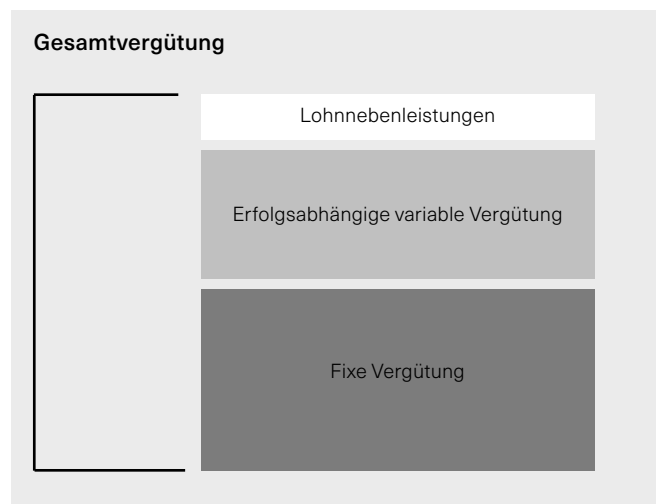 Gesamtvergütung
Lohnnebenleistungen
Erfolgsabhängige variable Vergütung
Fixe Vergütung